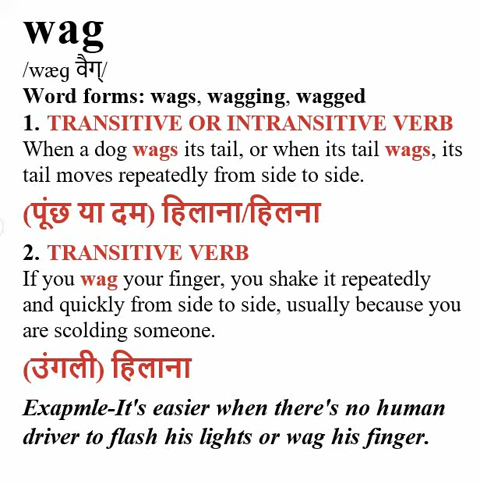 wag
/wæg वैग्/
Word forms: wags, wagging, wagged
1. TRANSITIVE OR INTRANSITIVE VERB
When a dog wags its tail, or when its tail wags, its
tail moves repeatedly from side to side.
(पूंछ या दम) हिलाना/हिलना
2. TRANSITIVE VERB
If you wag your finger, you shake it repeatedly
and quickly from side to side, usually because you
are scolding someone.
(उंगली) हिलाना
Exapmle-It's easier when there's no human
driver to flash his lights or wag his finger.